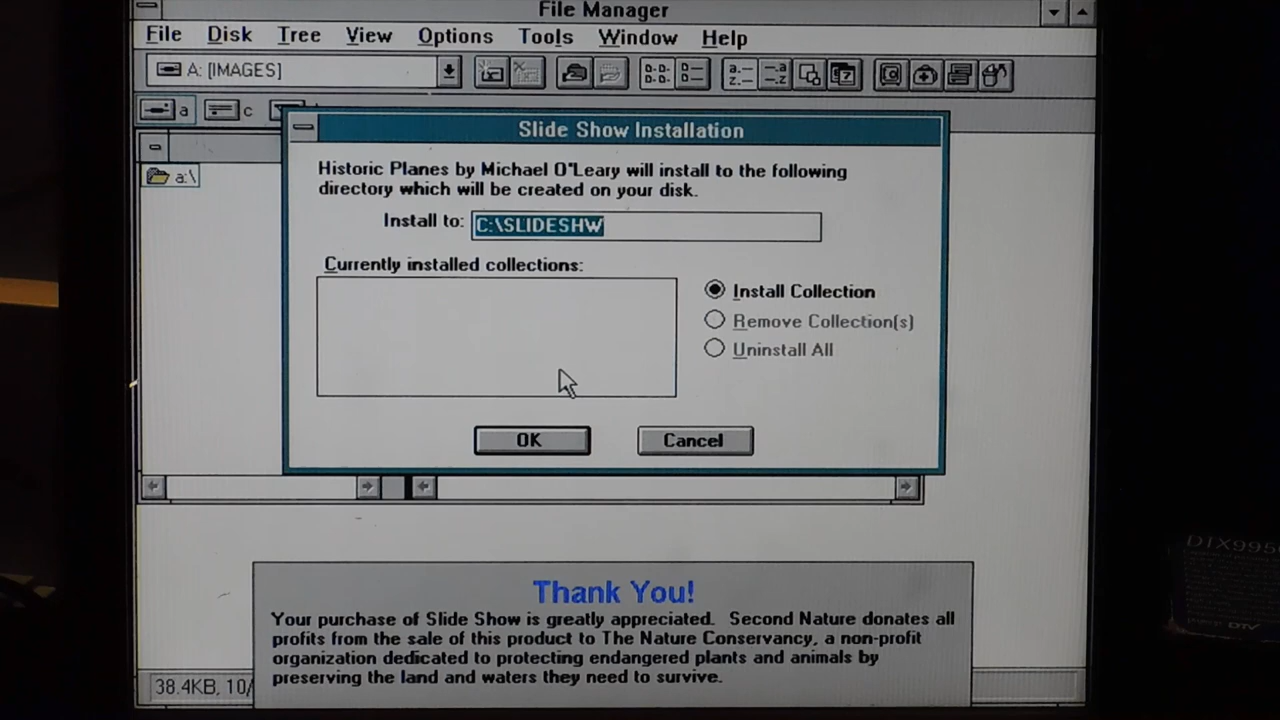 File Manager
File Disk Tree View Options Tools Window Help
A: [IMAGES]
a c
Slide Show Installation
a:\
Historic Planes by Michael O"Leary will install to the following
directory which will be created on your disk.
Install to: C:\SLIDESHW
Currently installed collections:
Install Collection
Remove Collection(s)
Uninstall All
OK Cancel
Thank You!
Your purchase of Slide Show is greatly appreciated. Second Nature donates all
profits from the sale of this product to The Nature Conservancy, a non-profit
organization dedicated to protecting endangered plants and animals by
preserving the land and waters they need to survive.
38.4KB, 10/
DTX995
DTV